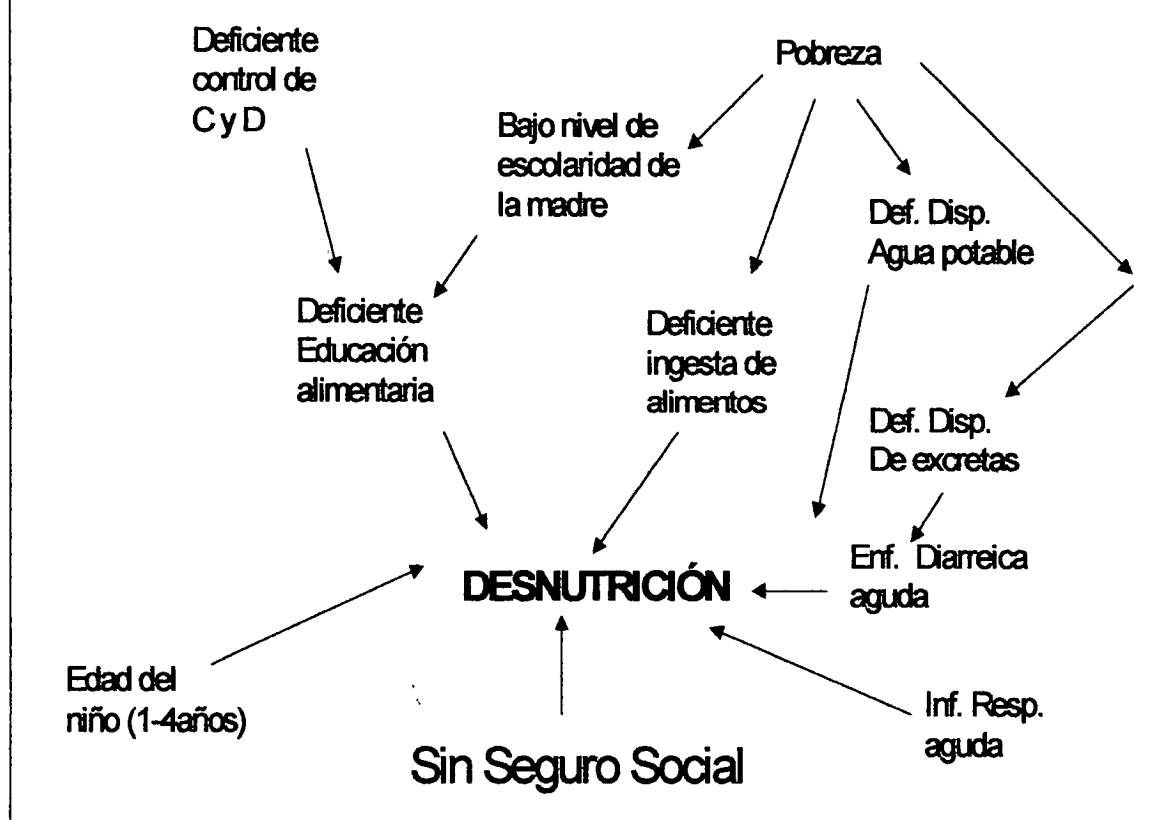 Deficiente
control de
C y D
Pobreza
Bajo nivel de
escolaridad de
la madre
Def. Disp.
Agua potable
Deficiente
Educación
alimentaria
Deficiente
ingesta de
alimentos
Def. Disp.
De excretas
Enf. Diarreica
aguda
DESNUTRICIÓN
Edad del
niño (1-4años)
Inf. Resp.
aguda
Sin Seguro Social